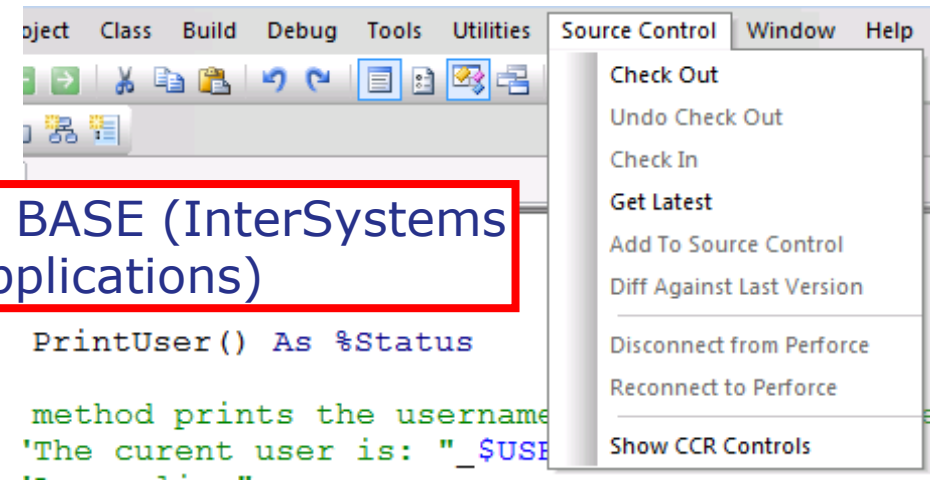 Class Build Debug Tools Utilities Source Control Window Help
Check Out
Undo Check Out
Check In
Get Latest
Add To Source Control
Diff Against Last Version
Disconnect from Perforce
Reconnect to Perforce
Show CCR Controls
BASE (InterSystems
pplications)
PrintUser() As %Status
method prints the username
"The curent user is: "_$USE